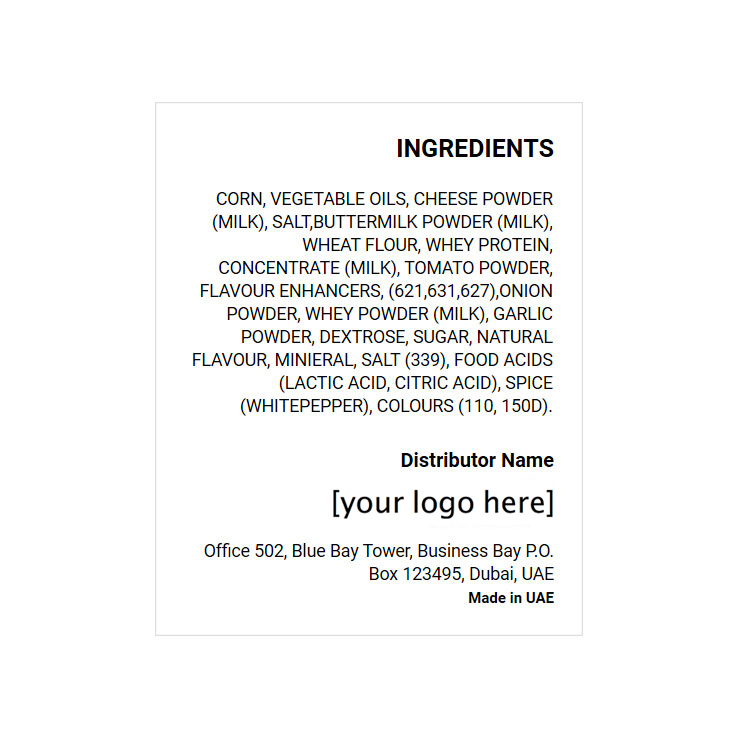 INGREDIENTS
CORN, VEGETABLE OILS, CHEESE POWDER
(MILK), SALT,BUTTERMILK POWDER (MILK),
WHEAT FLOUR, WHEY PROTEIN,
CONCENTRATE (MILK), TOMATO POWDER,
FLAVOUR ENHANCERS, (621,631,627),ONION
POWDER, WHEY POWDER (MILK), GARLIC
POWDER, DEXTROSE, SUGAR, NATURAL
FLAVOUR, MINIERAL, SALT (339), FOOD ACIDS
(LACTIC ACID, CITRIC ACID), SPICE
(WHITEPEPPER), COLOURS (110, 150D).
Distributor Name
[your logo here]
Office 502, Blue Bay Tower, Business Bay P.O.
Box 123495, Dubai, UAE
Made in UAE